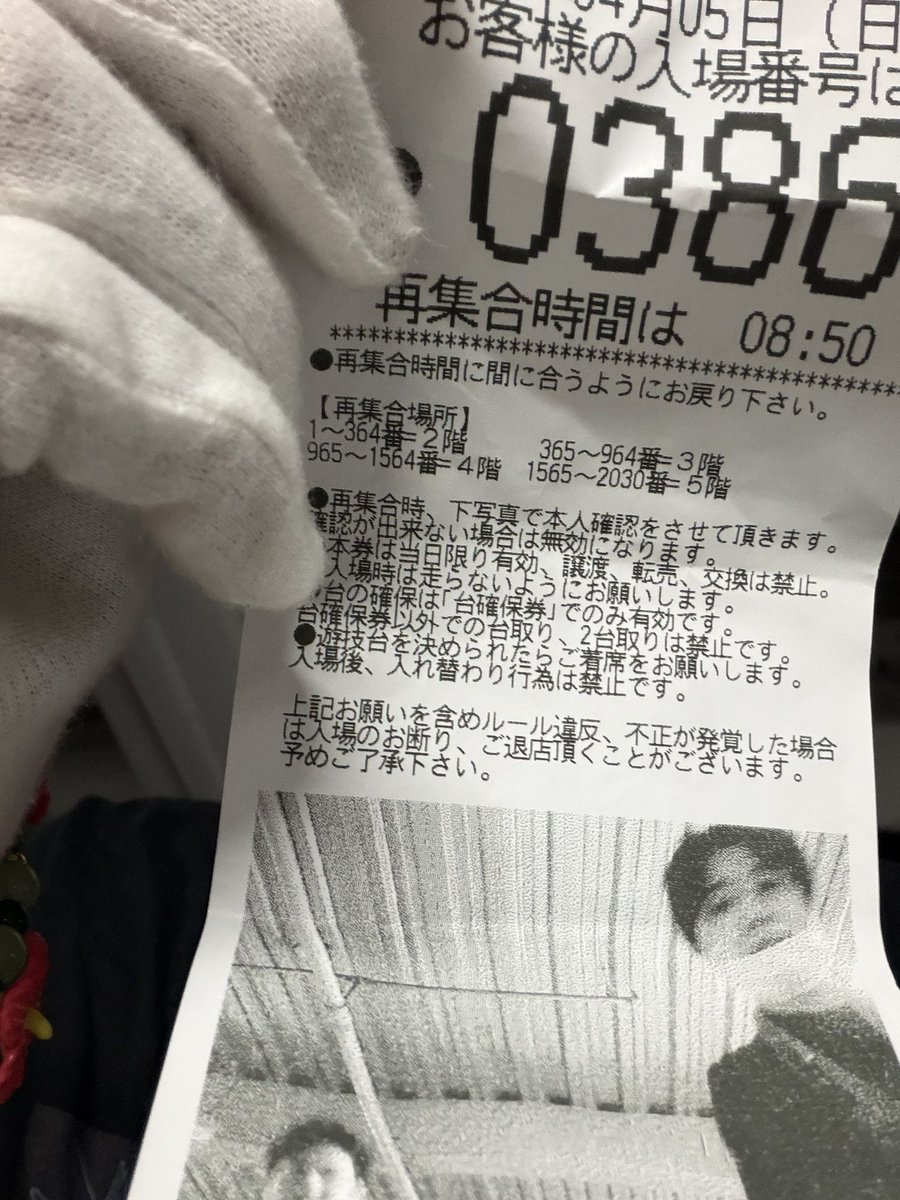 04月05日（日
お客様の入場番号は
0386
再集合時間は 08:50
********************************************
●再集合時間に間に合うようにお戻り下さい。
【再集合場所】
1～364番=２階 365～964番=３階
965～1564番=４階 1565～2030番=５階
●再集合時、下写真で本人確認をさせて頂きます。
確認が出来ない場合は無効になります。
本券は当日限り有効、譲渡、転売、交換は禁止。
入場時は走らないようにお願いします。
台の確保は｢台確保券｣でのみ有効です。
台確保券以外での台取り、2台取りは禁止です。
●遊技台を決められたらご着席をお願いします。
入場後、入れ替わり行為は禁止です。
上記お願いを含めルール違反、不正が発覚した場合
は入場のお断り、ご退店頂くことがございます。
予めご了承下さい。